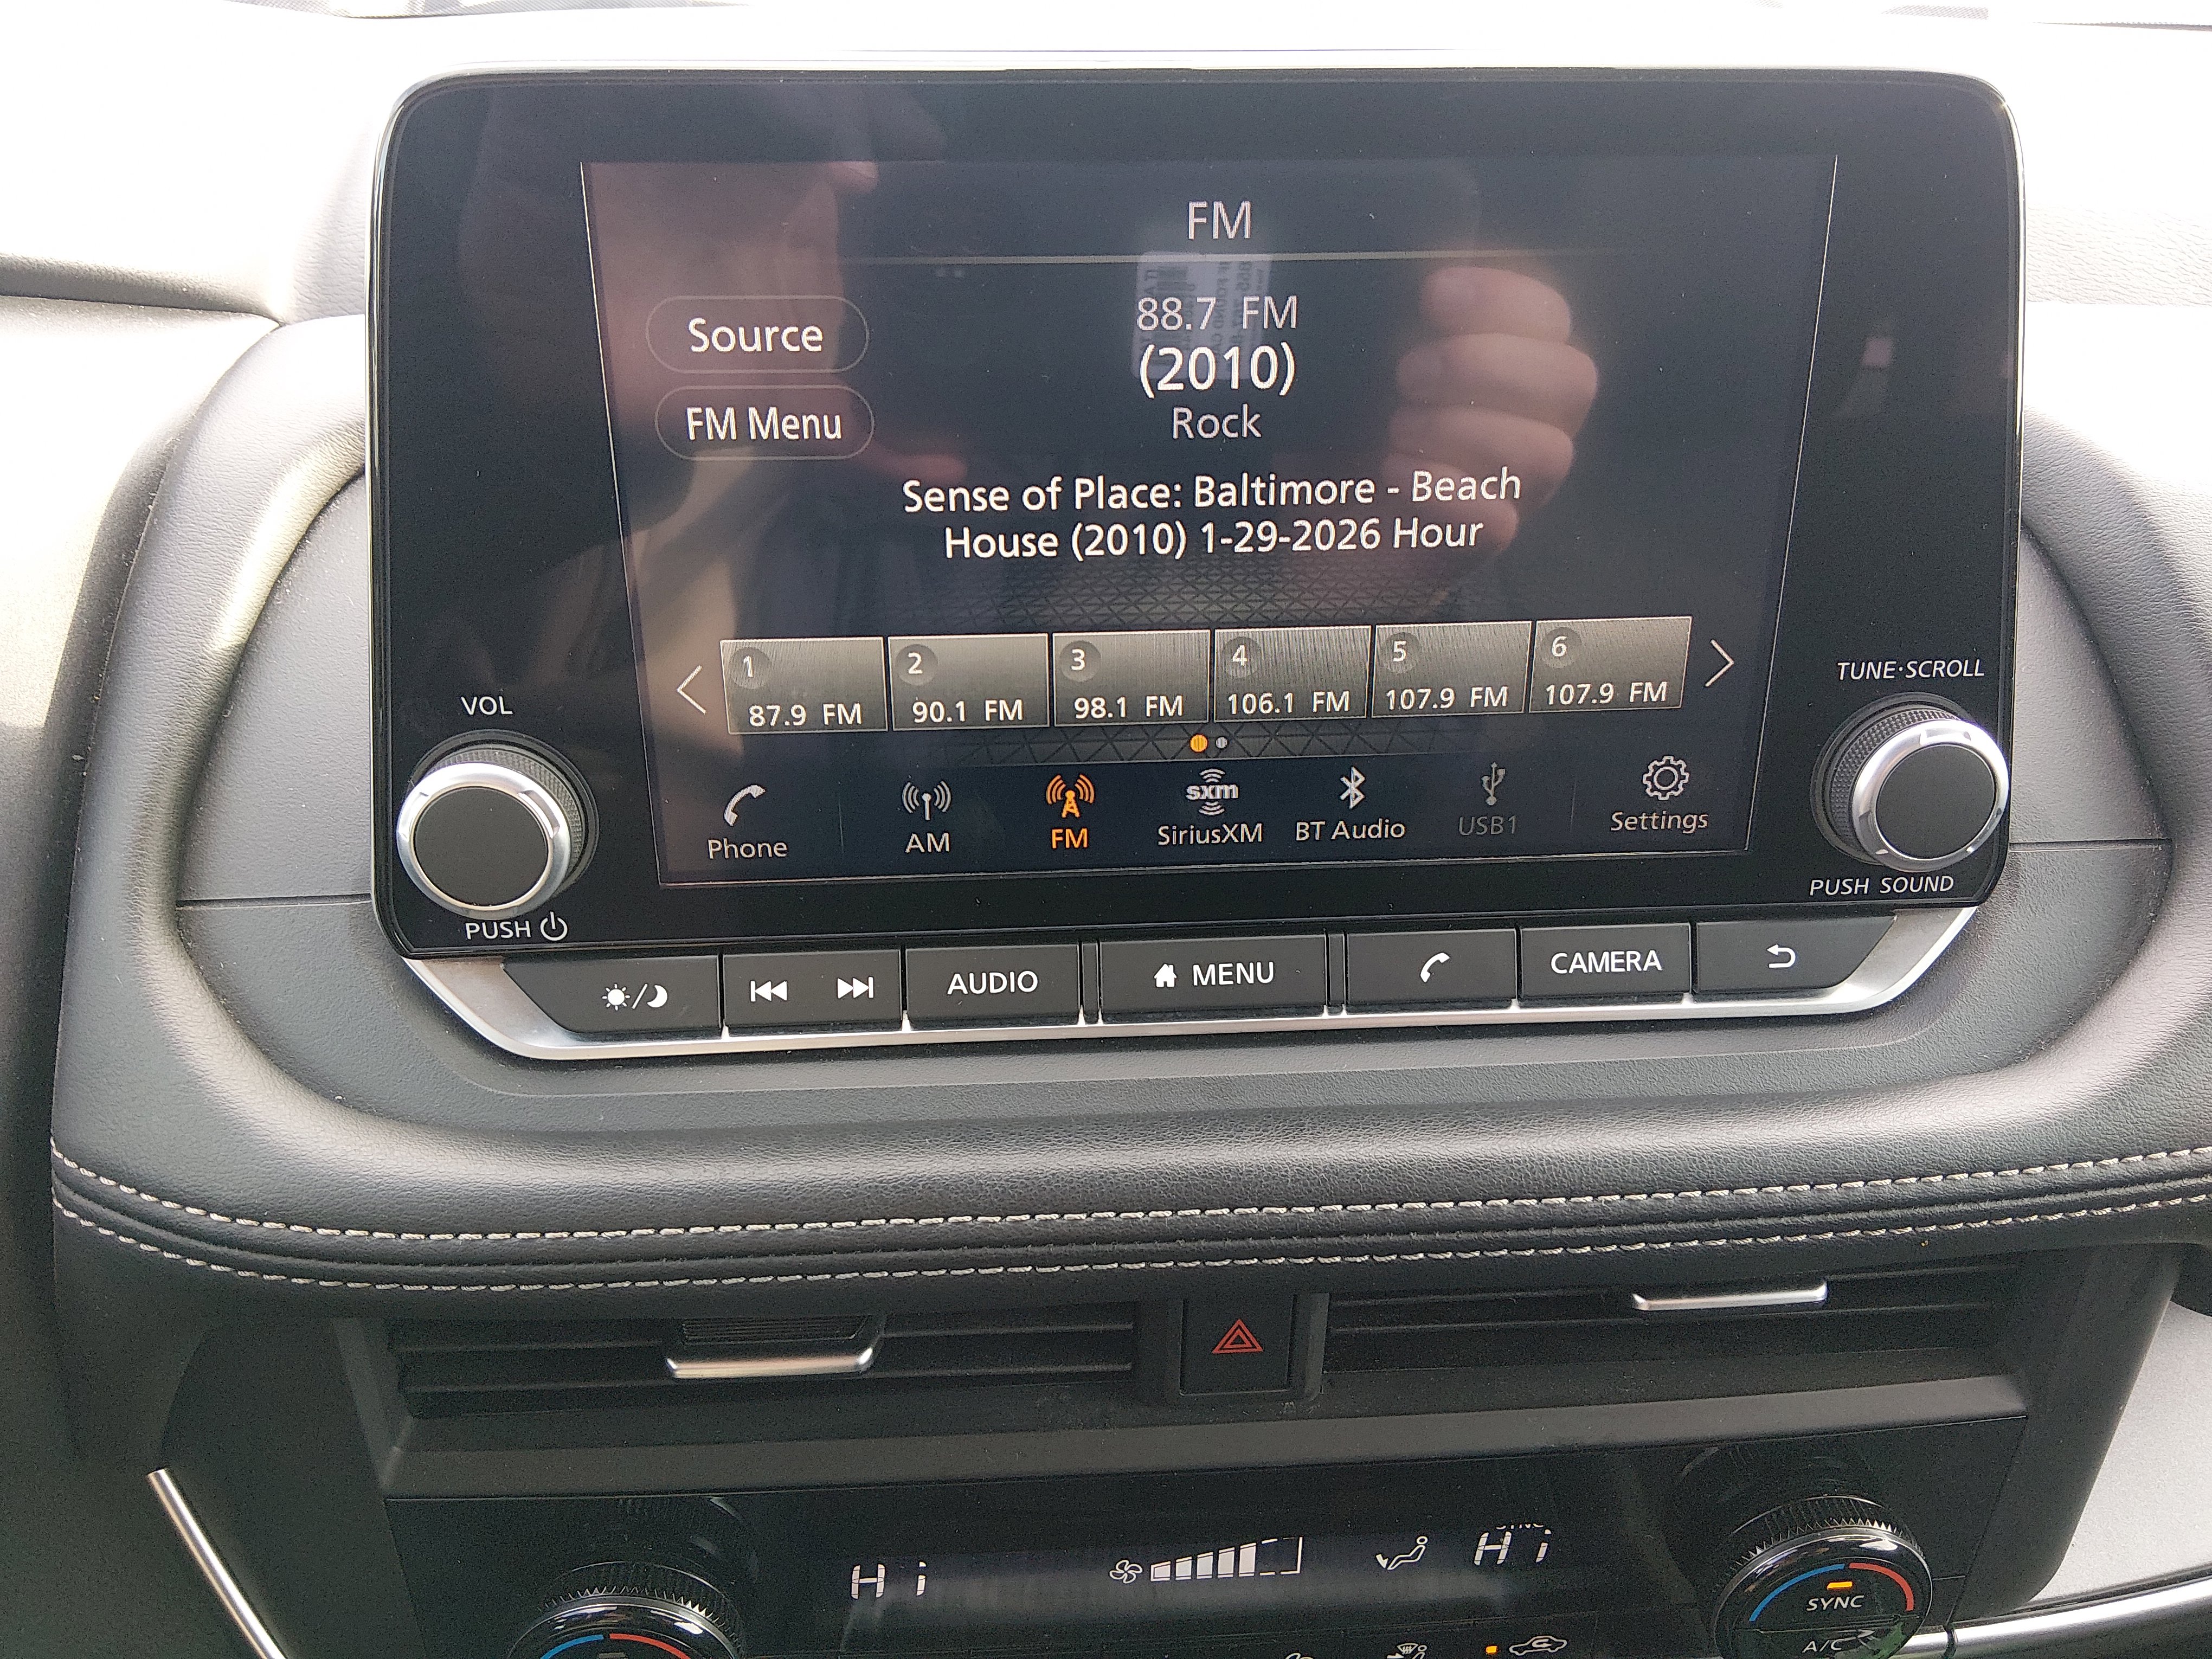 FM
88.7 FM
(2010)
Rock
Source
FM Menu
Sense of Place: Baltimore - Beach
House (2010) 1-29-2026 Hour
1
87.9 FM
2
90.1 FM
3
98.1 FM
4
106.1 FM
5
107.9 FM
6
107.9 FM
VOL
PUSH
TUNE·SCROLL
PUSH SOUND
Phone
AM
FM
sxm
SiriusXM
BT Audio
USB1
Settings
AUDIO
MENU
CAMERA
Hi
Hi
SYNC
A/C